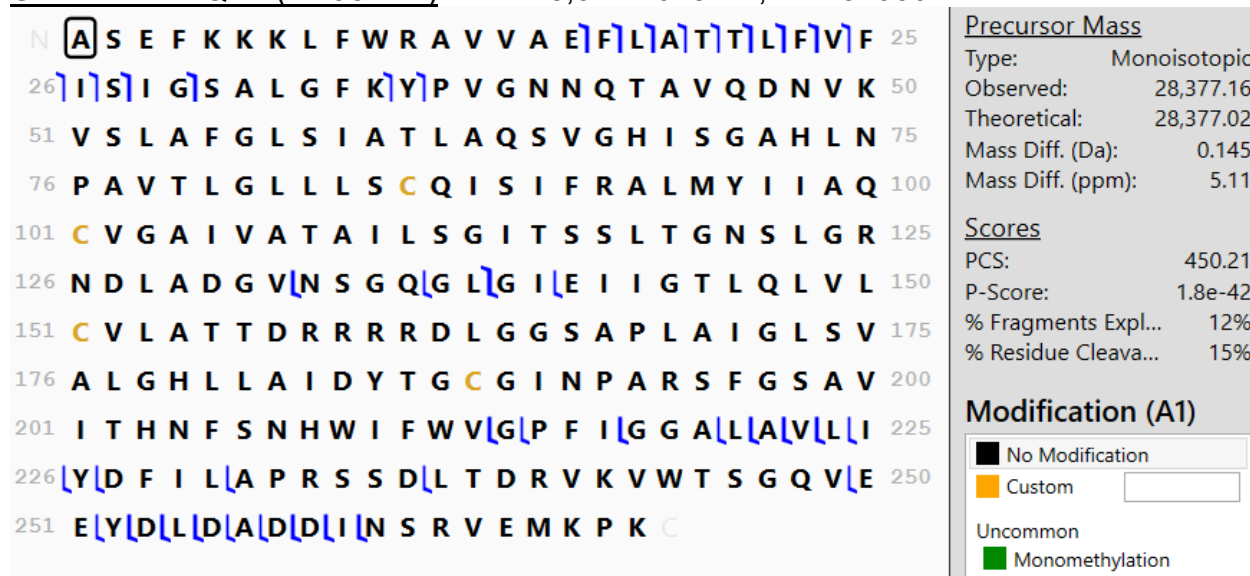 N A S E F K K K L F W R A V V A E F L A T T L F V F 25
26 I S I G S A L G F K Y P V G N N Q T A V Q D N V K 50
51 V S L A F G L S I A T L A Q S V G H I S G A H L N 75
76 P A V T L G L L L S C Q I S I F R A L M Y I I A Q 100
101 C V G A I V A T A I L S G I T S S L T G N S L G R 125
126 N D L A D G V N S G Q G L G I E I I G T L Q L V L 150
151 C V L A T T D R R R R D L G G S A P L A I G L S V 175
176 A L G H L L A I D Y T G C G I N P A R S F G S A V 200
201 I T H N F S N H W I F W V G P F I G G A L A V L I 225
226 Y D F I L A P R S S D L T D R V K V W T S G Q V E 250
251 E Y D L D A D D I N S R V E M K P K C
Precursor Mass
Type: Monoisotopic
Observed: 28,377.16
Theoretical: 28,377.02
Mass Diff. (Da): 0.145
Mass Diff. (ppm): 5.11
Scores
PCS: 450.21
P-Score: 1.8e-42
% Fragments Expl... 12%
% Residue Cleava... 15%
Modification (A1)
No Modification
Custom
Uncommon
Monomethylation